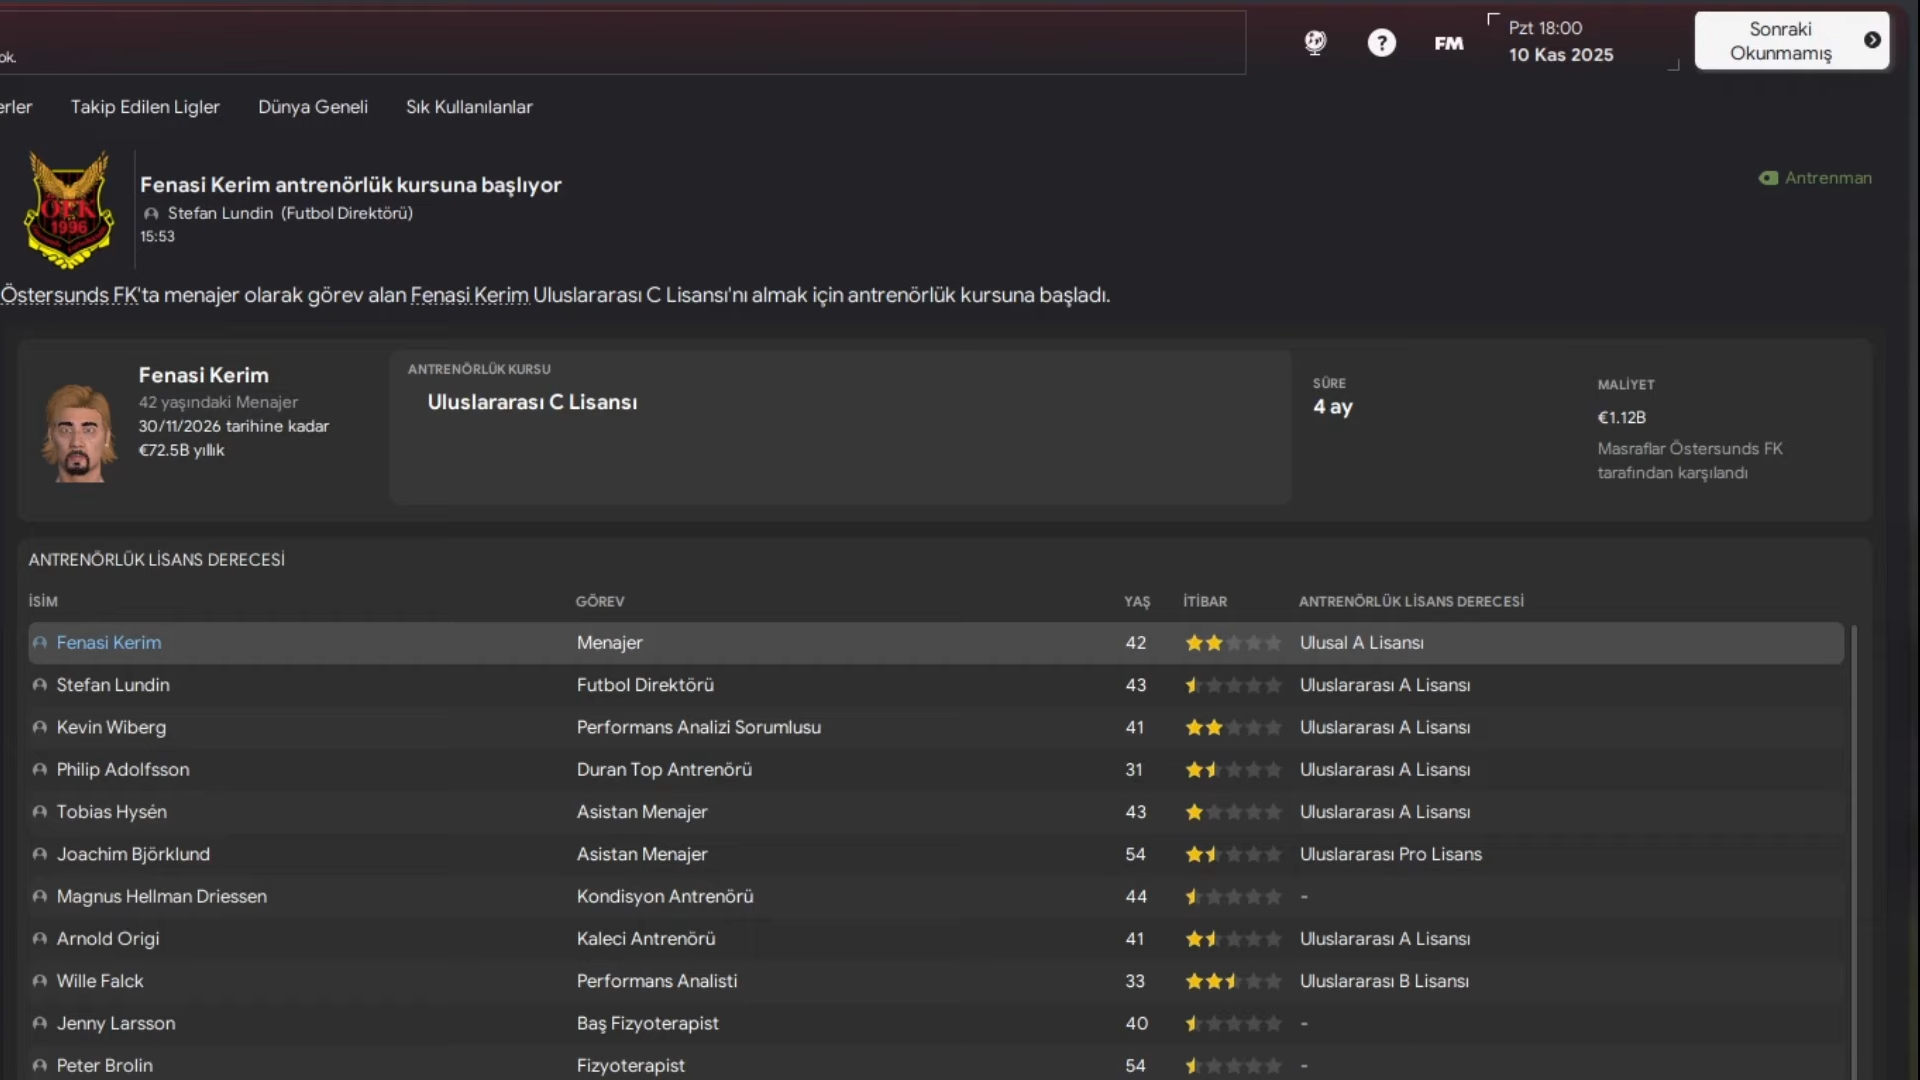 ok.
FM
Pzt 18:00
10 Kas 2025
Sonraki
Okunmamış
erler
Takip Edilen Ligler
Dünya Geneli
Sık Kullanılanlar
ÖFK
1996
Fenasi Kerim antrenörlük kursuna başlıyor
Stefan Lundin (Futbol Direktörü)
15:53
Antrenman
Östersunds FK'ta menajer olarak görev alan Fenasi Kerim Uluslararası C Lisansı'nı almak için antrenörlük kursuna başladı.
Fenasi Kerim
42 yaşındaki Menajer
30/11/2026 tarihine kadar
€72.5B yıllık
ANTRENÖRLÜK KURSU
Uluslararası C Lisansı
SÜRE
4 ay
MALİYET
€1.12B
Masraflar Östersunds FK
tarafından karşılandı
ANTRENÖRLÜK LİSANS DERECESİ
İSİM GÖREV YAŞ İTİBAR ANTRENÖRLÜK LİSANS DERECESİ
Fenasi Kerim Menajer 42 Ulusal A Lisansı
Stefan Lundin Futbol Direktörü 43 Uluslararası A Lisansı
Kevin Wiberg Performans Analizi Sorumlusu 41 Uluslararası A Lisansı
Philip Adolfsson Duran Top Antrenörü 31 Uluslararası A Lisansı
Tobias Hysén Asistan Menajer 43 Uluslararası A Lisansı
Joachim Björklund Asistan Menajer 54 Uluslararası Pro Lisans
Magnus Hellman Driessen Kondisyon Antrenörü 44 -
Arnold Origi Kaleci Antrenörü 41 Uluslararası A Lisansı
Wille Falck Performans Analisti 33 Uluslararası B Lisansı
Jenny Larsson Baş Fizyoterapist 40 -
Peter Brolin Fizyoterapist 54 -